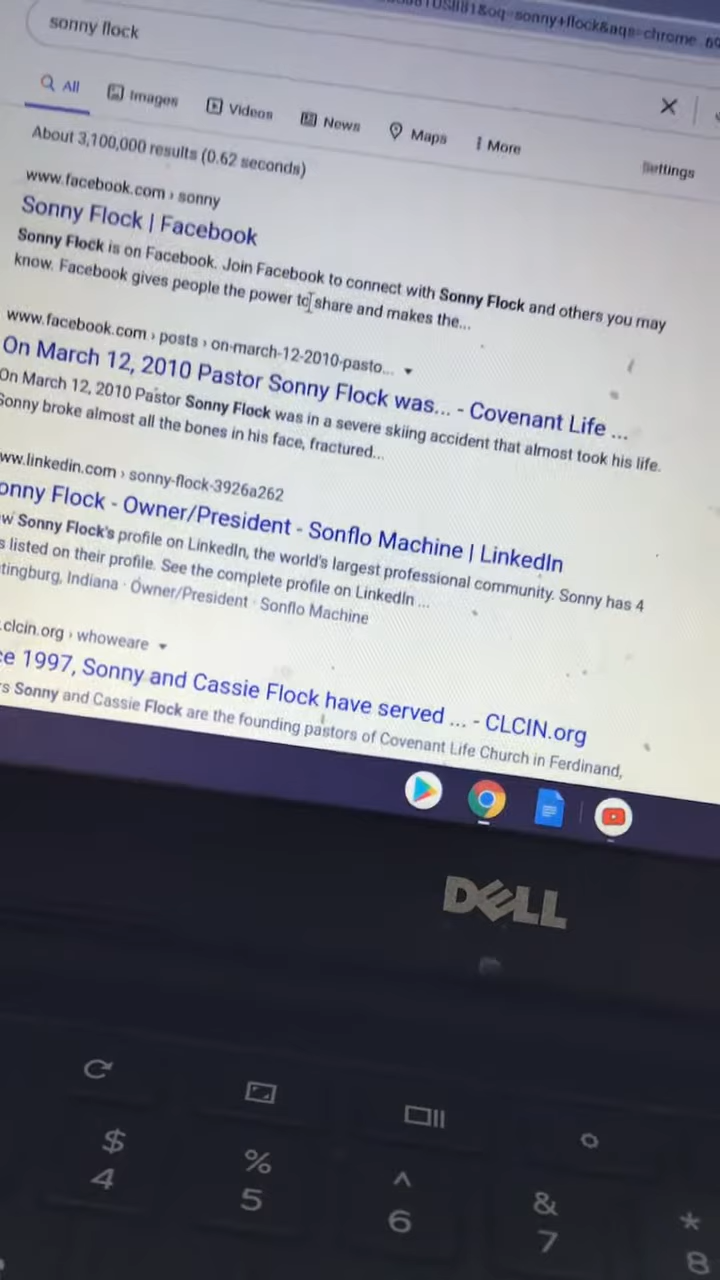 sonny flock
All Images Videos News Maps More
Settings
About 3,100,000 results (0.62 seconds)
www.facebook.com › sonny
Sonny Flock | Facebook
Sonny Flock is on Facebook. Join Facebook to connect with Sonny Flock and others you may
know. Facebook gives people the power to share and makes the...
www.facebook.com › posts › on-march-12-2010-pasto...
On March 12, 2010 Pastor Sonny Flock was... - Covenant Life ...
On March 12, 2010 Pastor Sonny Flock was in a severe skiing accident that almost took his life.
Sonny broke almost all the bones in his face, fractured...
ww.linkedin.com › sonny-flock-3926a262
onny Flock - Owner/President - Sonflo Machine | LinkedIn
w Sonny Flock's profile on LinkedIn, the world's largest professional community. Sonny has 4
s listed on their profile. See the complete profile on LinkedIn ...
tingburg, Indiana · Owner/President · Sonflo Machine
.clcin.org › whoweare
ce 1997, Sonny and Cassie Flock have served ... - CLCIN.org
rs Sonny and Cassie Flock are the founding pastors of Covenant Life Church in Ferdinand,
DELL
$ % ^ & *
4 5 6 7 8